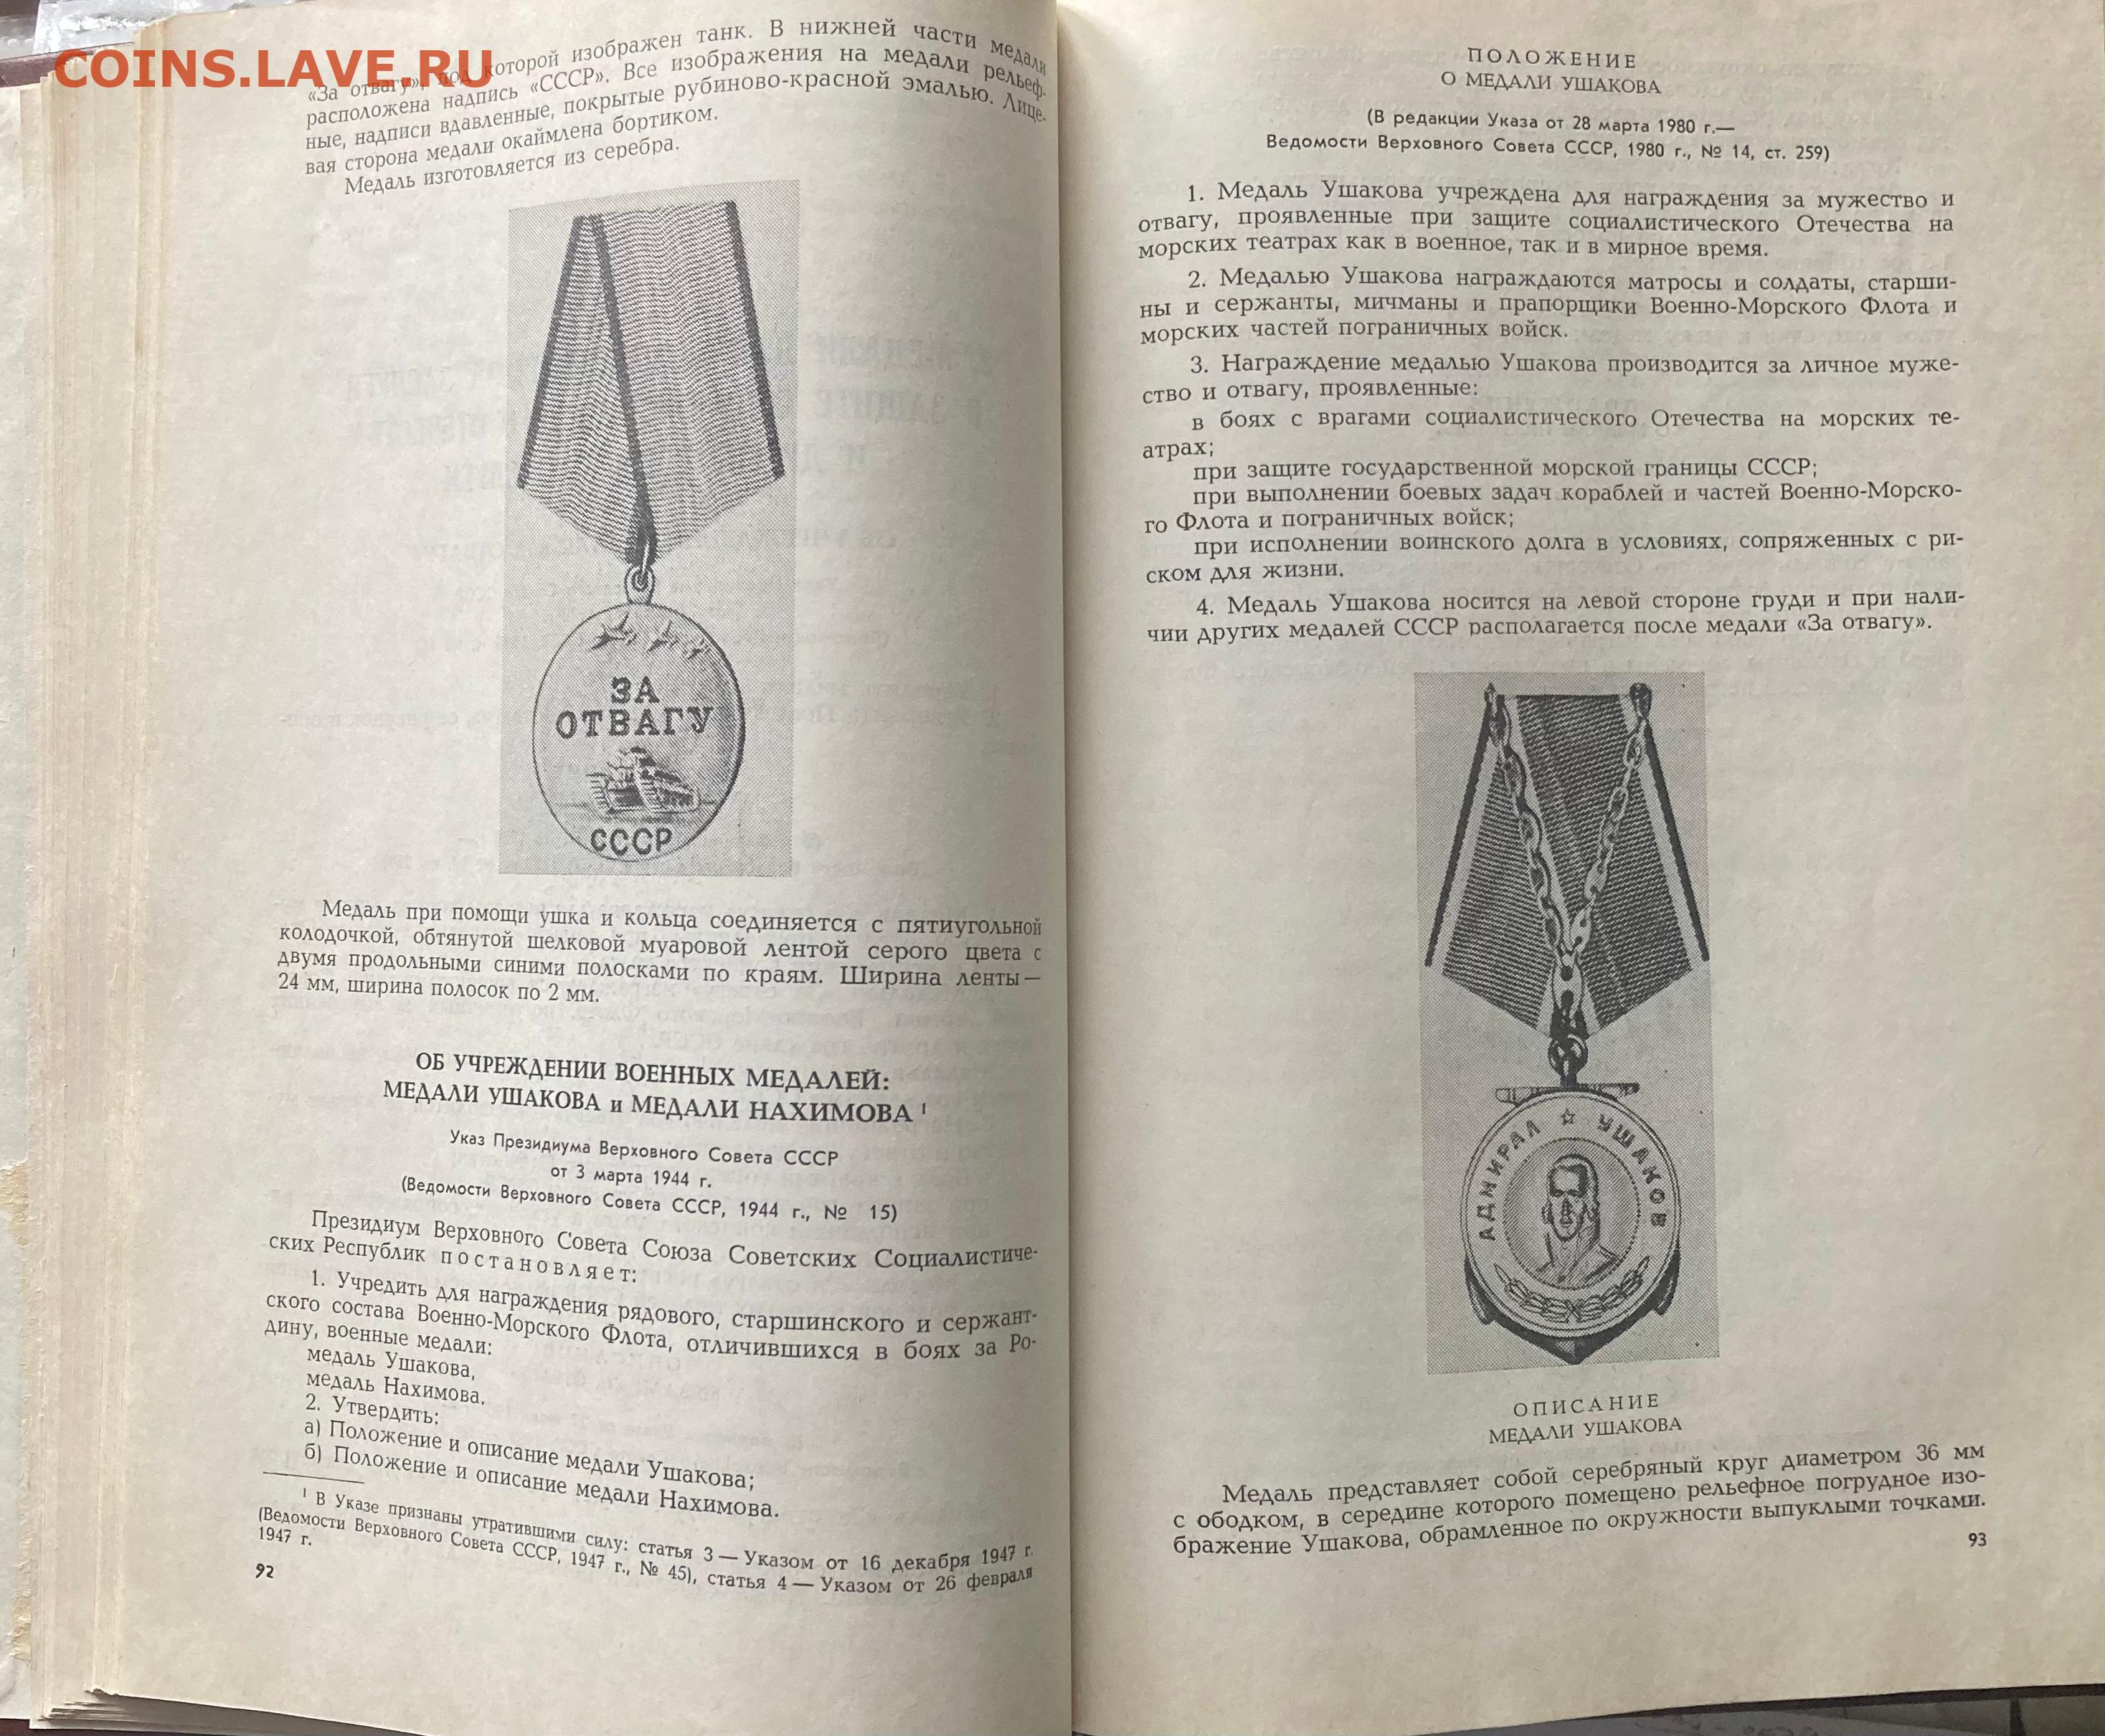 COINS.LAVE.RU
«За отвагу», под которой изображен танк. В нижней части медали
расположена надпись «СССР». Все изображения на медали рельеф-
ные, надписи вдавленные, покрытые рубиново-красной эмалью. Лице-
вая сторона медали окаймлена бортиком.
Медаль изготовляется из серебра.
ЗА
ОТВАГУ
СССР
Медаль при помощи ушка и кольца соединяется с пятиугольной
колодочкой, обтянутой шелковой муаровой лентой серого цвета с
двумя продольными синими полосками по краям. Ширина ленты —
24 мм, ширина полосок по 2 мм.
ОБ УЧРЕЖДЕНИИ ВОЕННЫХ МЕДАЛЕЙ:
МЕДАЛИ УШАКОВА и МЕДАЛИ НАХИМОВА 1
Указ Президиума Верховного Совета СССР
от 3 марта 1944 г.
(Ведомости Верховного Совета СССР, 1944 г., № 15)
Президиум Верховного Совета Союза Советских Социалистиче-
ских Республик постановляет:
1. Учредить для награждения рядового, старшинского и сержант-
ского состава Военно-Морского Флота, отличившихся в боях за Ро-
дину, военные медали:
медаль Ушакова,
медаль Нахимова.
2. Утвердить:
а) Положение и описание медали Ушакова;
б) Положение и описание медали Нахимова.
1 В Указе признаны утратившими силу: статья 3 — Указом от 16 декабря 1947 г.
(Ведомости Верховного Совета СССР, 1947 г., № 45), статья 4 — Указом от 26 февраля
1947 г.
92
ПОЛОЖЕНИЕ
О МЕДАЛИ УШАКОВА
(В редакции Указа от 28 марта 1980 г.—
Ведомости Верховного Совета СССР, 1980 г., № 14, ст. 259)
1. Медаль Ушакова учреждена для награждения за мужество и
отвагу, проявленные при защите социалистического Отечества на
морских театрах как в военное, так и в мирное время.
2. Медалью Ушакова награждаются матросы и солдаты, старши-
ны и сержанты, мичманы и прапорщики Военно-Морского Флота и
морских частей пограничных войск.
3. Награждение медалью Ушакова производится за личное муже-
ство и отвагу, проявленные:
в боях с врагами социалистического Отечества на морских те-
атрах;
при защите государственной морской границы СССР;
при выполнении боевых задач кораблей и частей Военно-Морско-
го Флота и пограничных войск;
при исполнении воинского долга в условиях, сопряженных с ри-
ском для жизни.
4. Медаль Ушакова носится на левой стороне груди и при нали-
чии других медалей СССР располагается после медали «За отвагу».
АДМИРАЛ ☆ УШАКОВ
ОПИСАНИЕ
МЕДАЛИ УШАКОВА
Медаль представляет собой серебряный круг диаметром 36 мм
с ободком, в середине которого помещено рельефное погрудное изо-
бражение Ушакова, обрамленное по окружности выпуклыми точками.
93